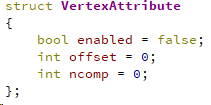 struct VertexAttribute
{
    bool enabled = false;
    int offset = 0;
    int ncomp = 0;
};